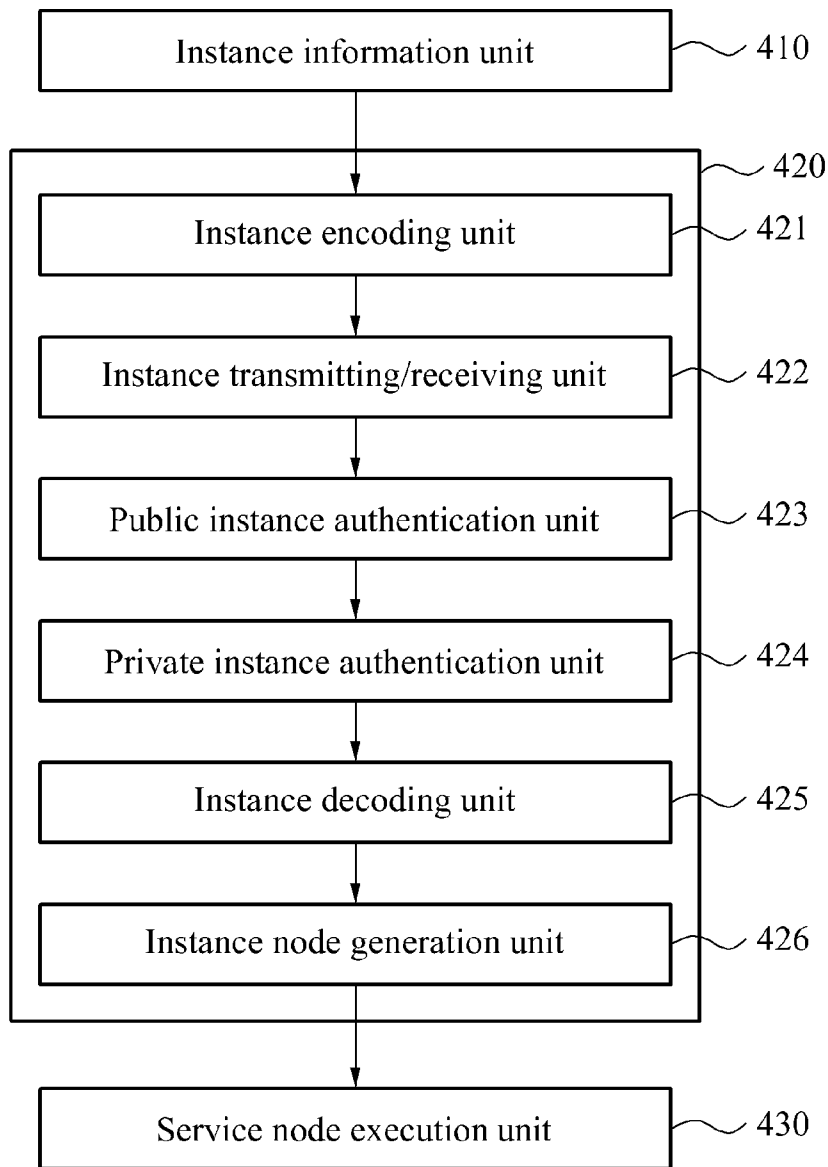 Instance information unit 410
420
Instance encoding unit 421
Instance transmitting/receiving unit 422
Public instance authentication unit 423
Private instance authentication unit 424
Instance decoding unit 425
Instance node generation unit 426
Service node execution unit 430